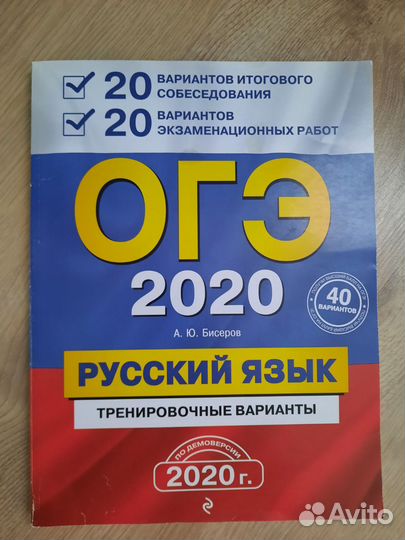 20 ВАРИАНТОВ ИТОГОВОГО
СОБЕСЕДОВАНИЯ
20 ВАРИАНТОВ
ЭКЗАМЕНАЦИОННЫХ РАБОТ
ОГЭ
2020
40
ВАРИАНТОВ
А. Ю. Бисеров
РУССКИЙ ЯЗЫК
ТРЕНИРОВОЧНЫЕ ВАРИАНТЫ
ПО ДЕМОВЕРСИИ
2020 г.
Avito